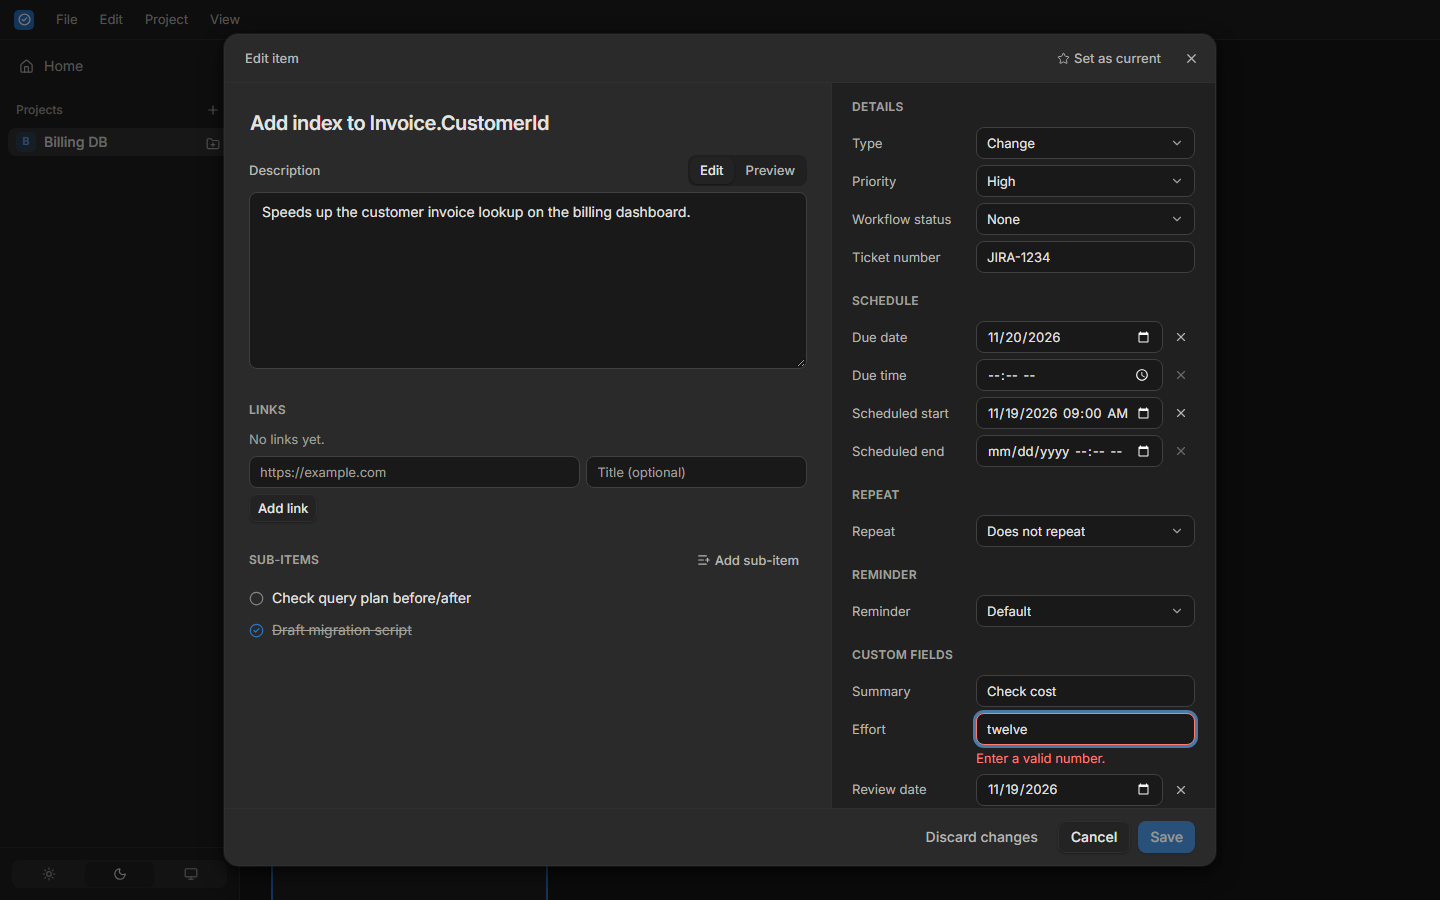 File Edit Project View
Home
Projects
B Billing DB
Edit item
Set as current
Add index to Invoice.CustomerId
Description
Edit Preview
Speeds up the customer invoice lookup on the billing dashboard.
LINKS
No links yet.
https://example.com
Title (optional)
Add link
SUB-ITEMS
Add sub-item
Check query plan before/after
Draft migration script
DETAILS
Type Change
Priority High
Workflow status None
Ticket number JIRA-1234
SCHEDULE
Due date 11/20/2026
Due time --:-- --
Scheduled start 11/19/2026 09:00 AM
Scheduled end mm/dd/yyyy --:-- --
REPEAT
Repeat Does not repeat
REMINDER
Reminder Default
CUSTOM FIELDS
Summary Check cost
Effort twelve
Enter a valid number.
Review date 11/19/2026
Discard changes Cancel Save